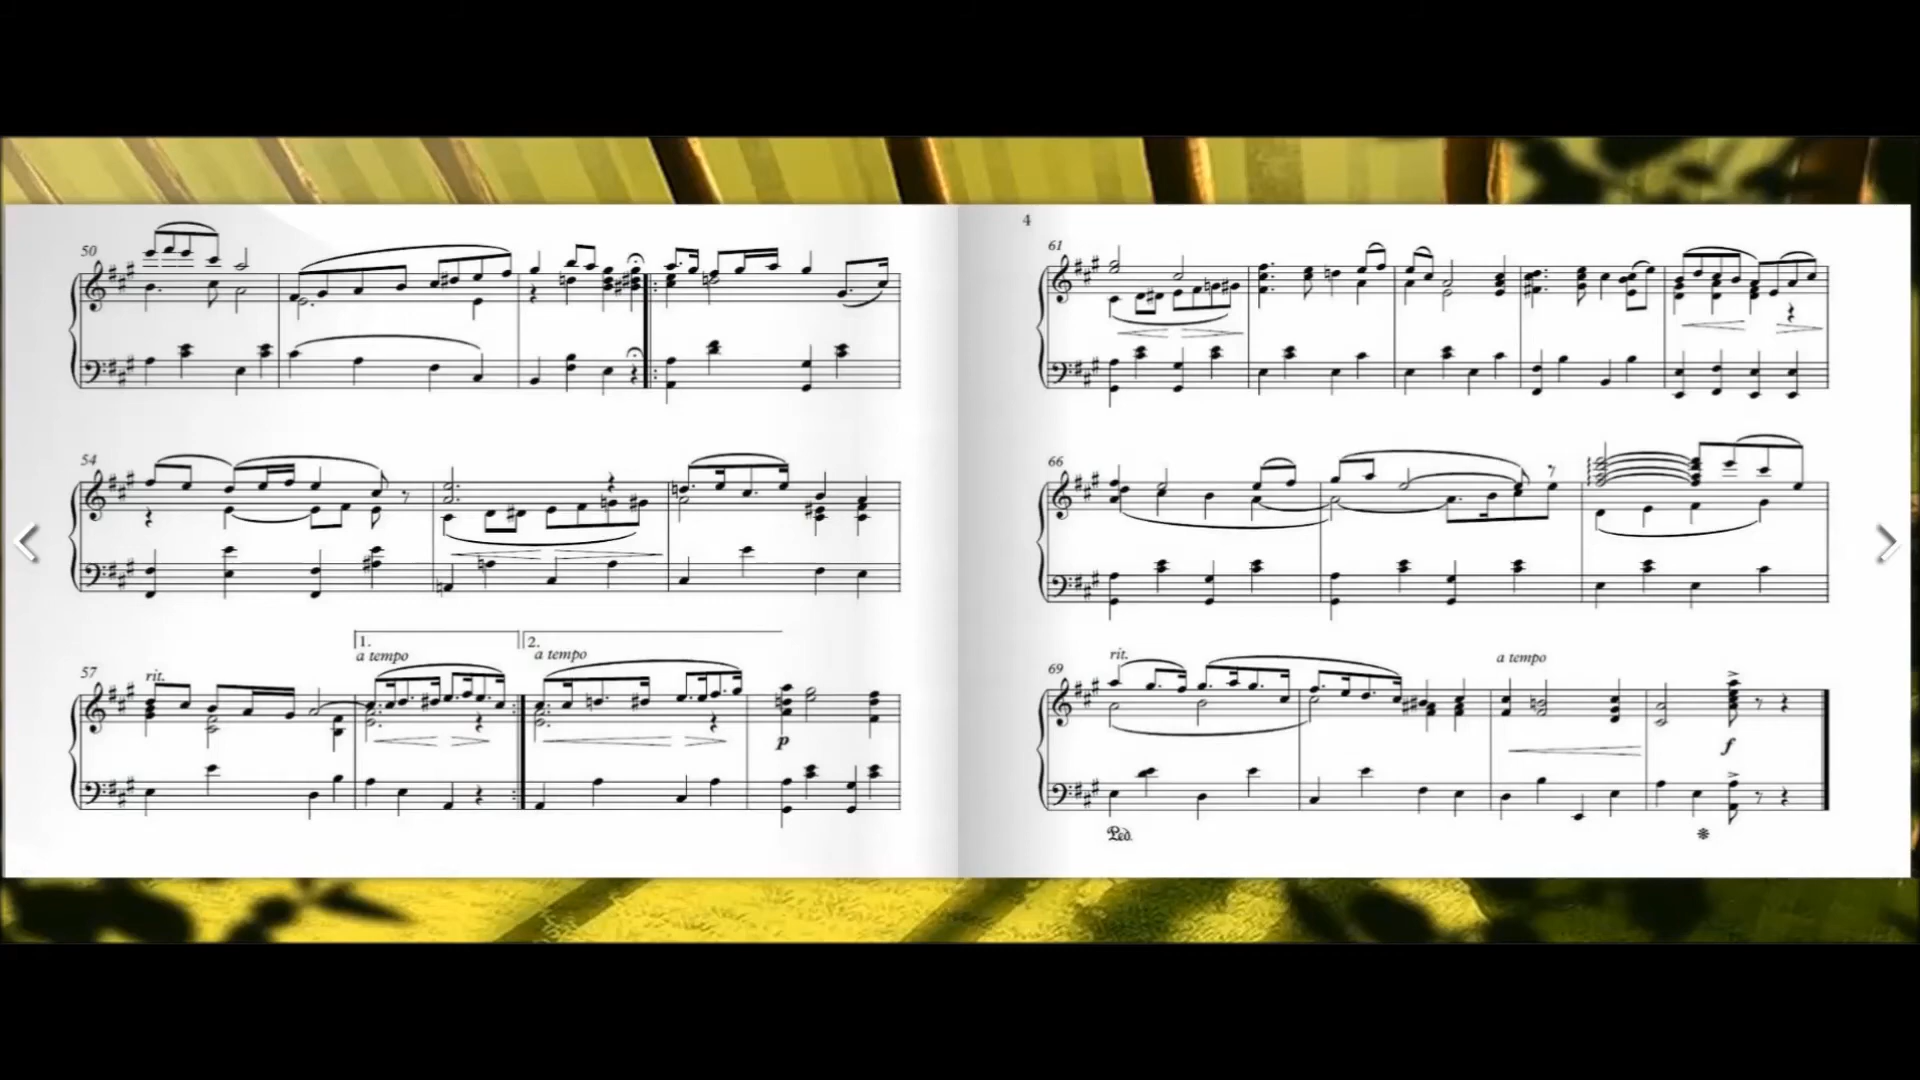 50
54
57
rit.
1.
a tempo
2.
a tempo
p
4
61
66
69
rit.
a tempo
f
Ped.